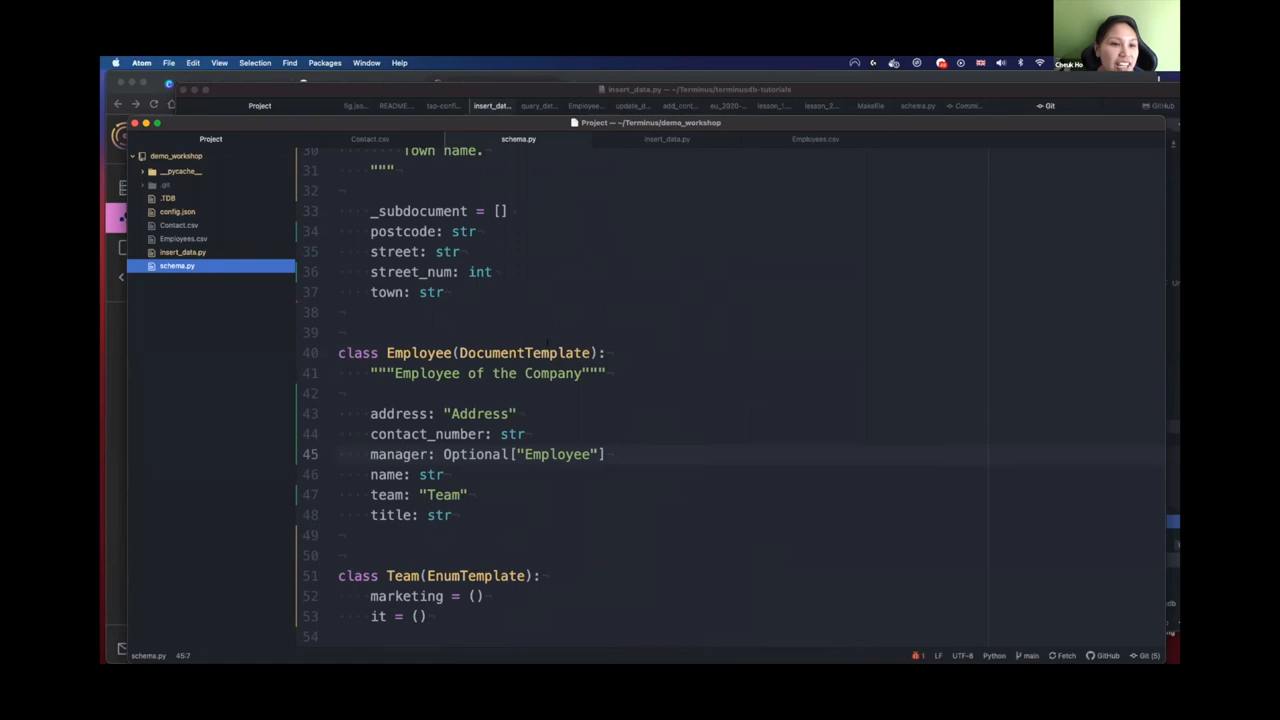 Cheuk Ho
Atom File Edit View Selection Find Packages Window Help
insert_data.py — ~/Terminus/terminusdb-tutorials
Project fig.jso... README... tap-conf... insert_dat... query_dat... Employee... update_d... add_cont... eu_2020-... lesson_1... lesson_2... Makefile schema.py Commi... Git GitHub
Project — ~/Terminus/demo_workshop
Project Contact.csv schema.py insert_data.py Employees.csv
demo_workshop
__pycache__
.git
.TDB
config.json
Contact.csv
Employees.csv
insert_data.py
schema.py
30 Town name.
31 """
32
33 _subdocument = []
34 postcode: str
35 street: str
36 street_num: int
37 town: str
38
39
40 class Employee(DocumentTemplate):
41 """Employee of the Company"""
42
43 address: "Address"
44 contact_number: str
45 manager: Optional["Employee"]
46 name: str
47 team: "Team"
48 title: str
49
50
51 class Team(EnumTemplate):
52 marketing = ()
53 it = ()
54
schema.py 45:7 1 LF UTF-8 Python main Fetch GitHub Git (5)